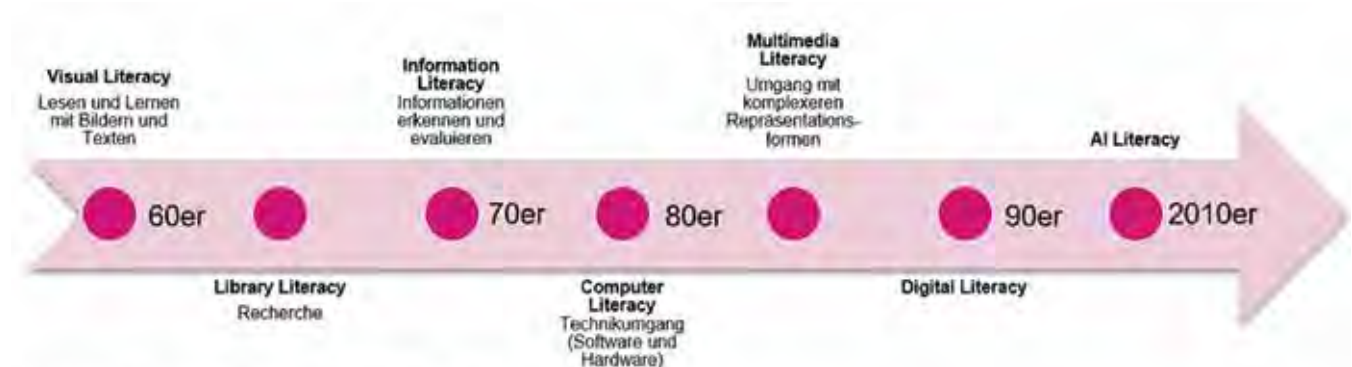 Visual Literacy
Lesen und Lernen
mit Bildern und
Texten
Information
Literacy
Informationen
erkennen und
evaluieren
Multimedia
Literacy
Umgang mit
komplexeren
Repräsentations-
formen
AI Literacy
60er
70er
80er
90er
2010er
Library Literacy
Recherche
Computer
Literacy
Technikumgang
(Software und
Hardware)
Digital Literacy